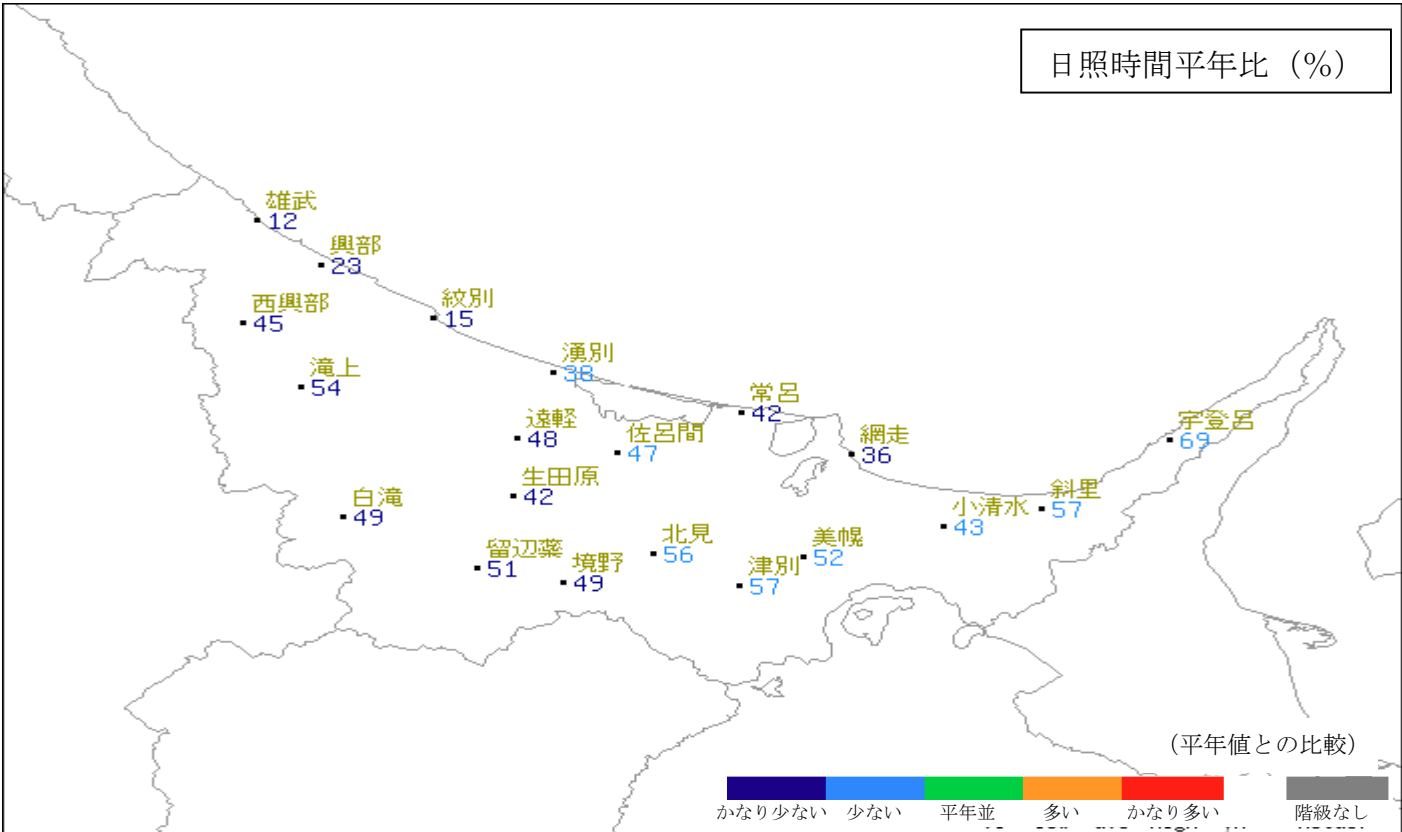 日照時間平年比（％）
雄武
12
興部
23
西興部
45
紋別
15
滝上
54
湧別
38
常呂
42
遠軽
48
佐呂間
47
網走
36
宇登呂
69
生田原
42
白滝
49
斜里
57
小清水
43
北見
56
美幌
52
留辺蘂
51
境野
49
津別
57
（平年値との比較）
かなり少ない 少ない 平年並 多い かなり多い 階級なし